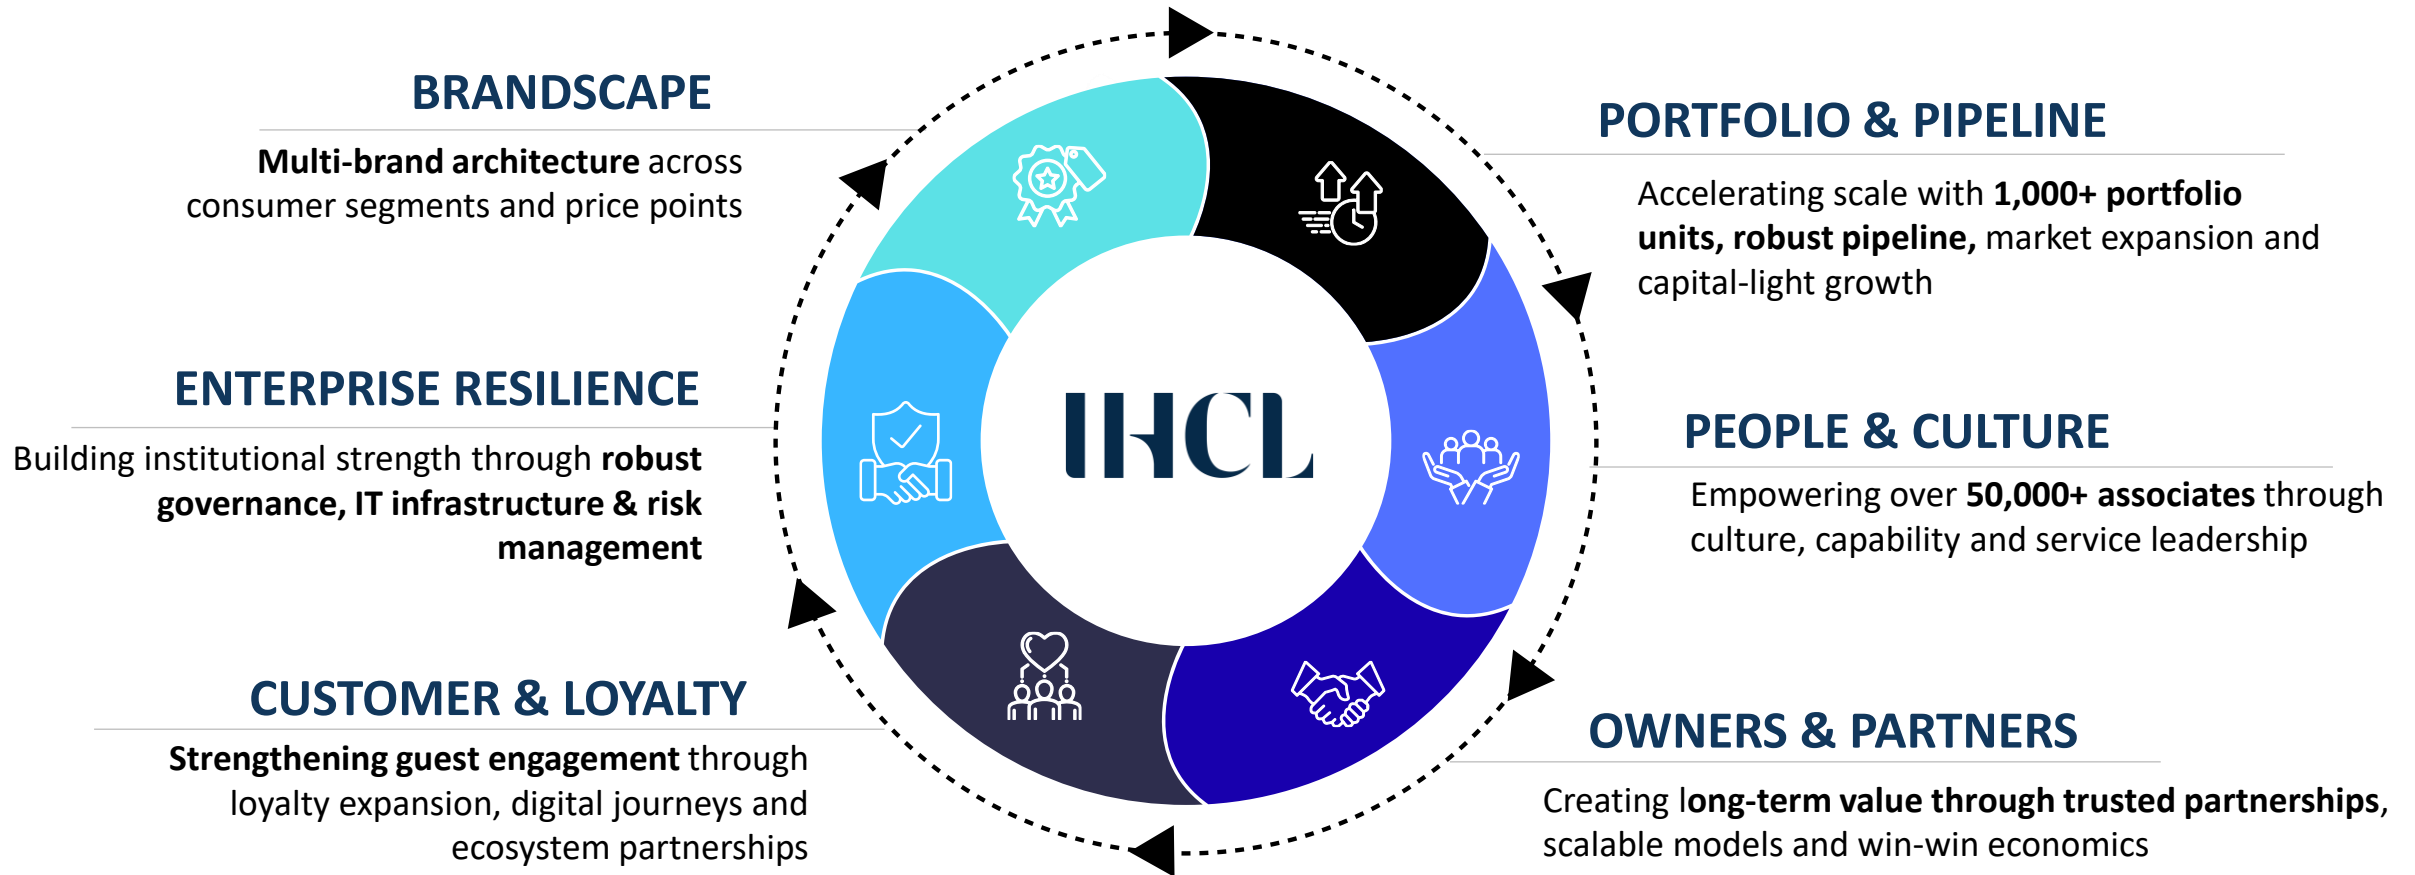 BRANDSCAPE
Multi-brand architecture across
consumer segments and price points
ENTERPRISE RESILIENCE
Building institutional strength through robust
governance, IT infrastructure & risk
management
CUSTOMER & LOYALTY
Strengthening guest engagement through
loyalty expansion, digital journeys and
ecosystem partnerships
IHCL
PORTFOLIO & PIPELINE
Accelerating scale with 1,000+ portfolio
units, robust pipeline, market expansion and
capital-light growth
PEOPLE & CULTURE
Empowering over 50,000+ associates through
culture, capability and service leadership
OWNERS & PARTNERS
Creating long-term value through trusted partnerships,
scalable models and win-win economics